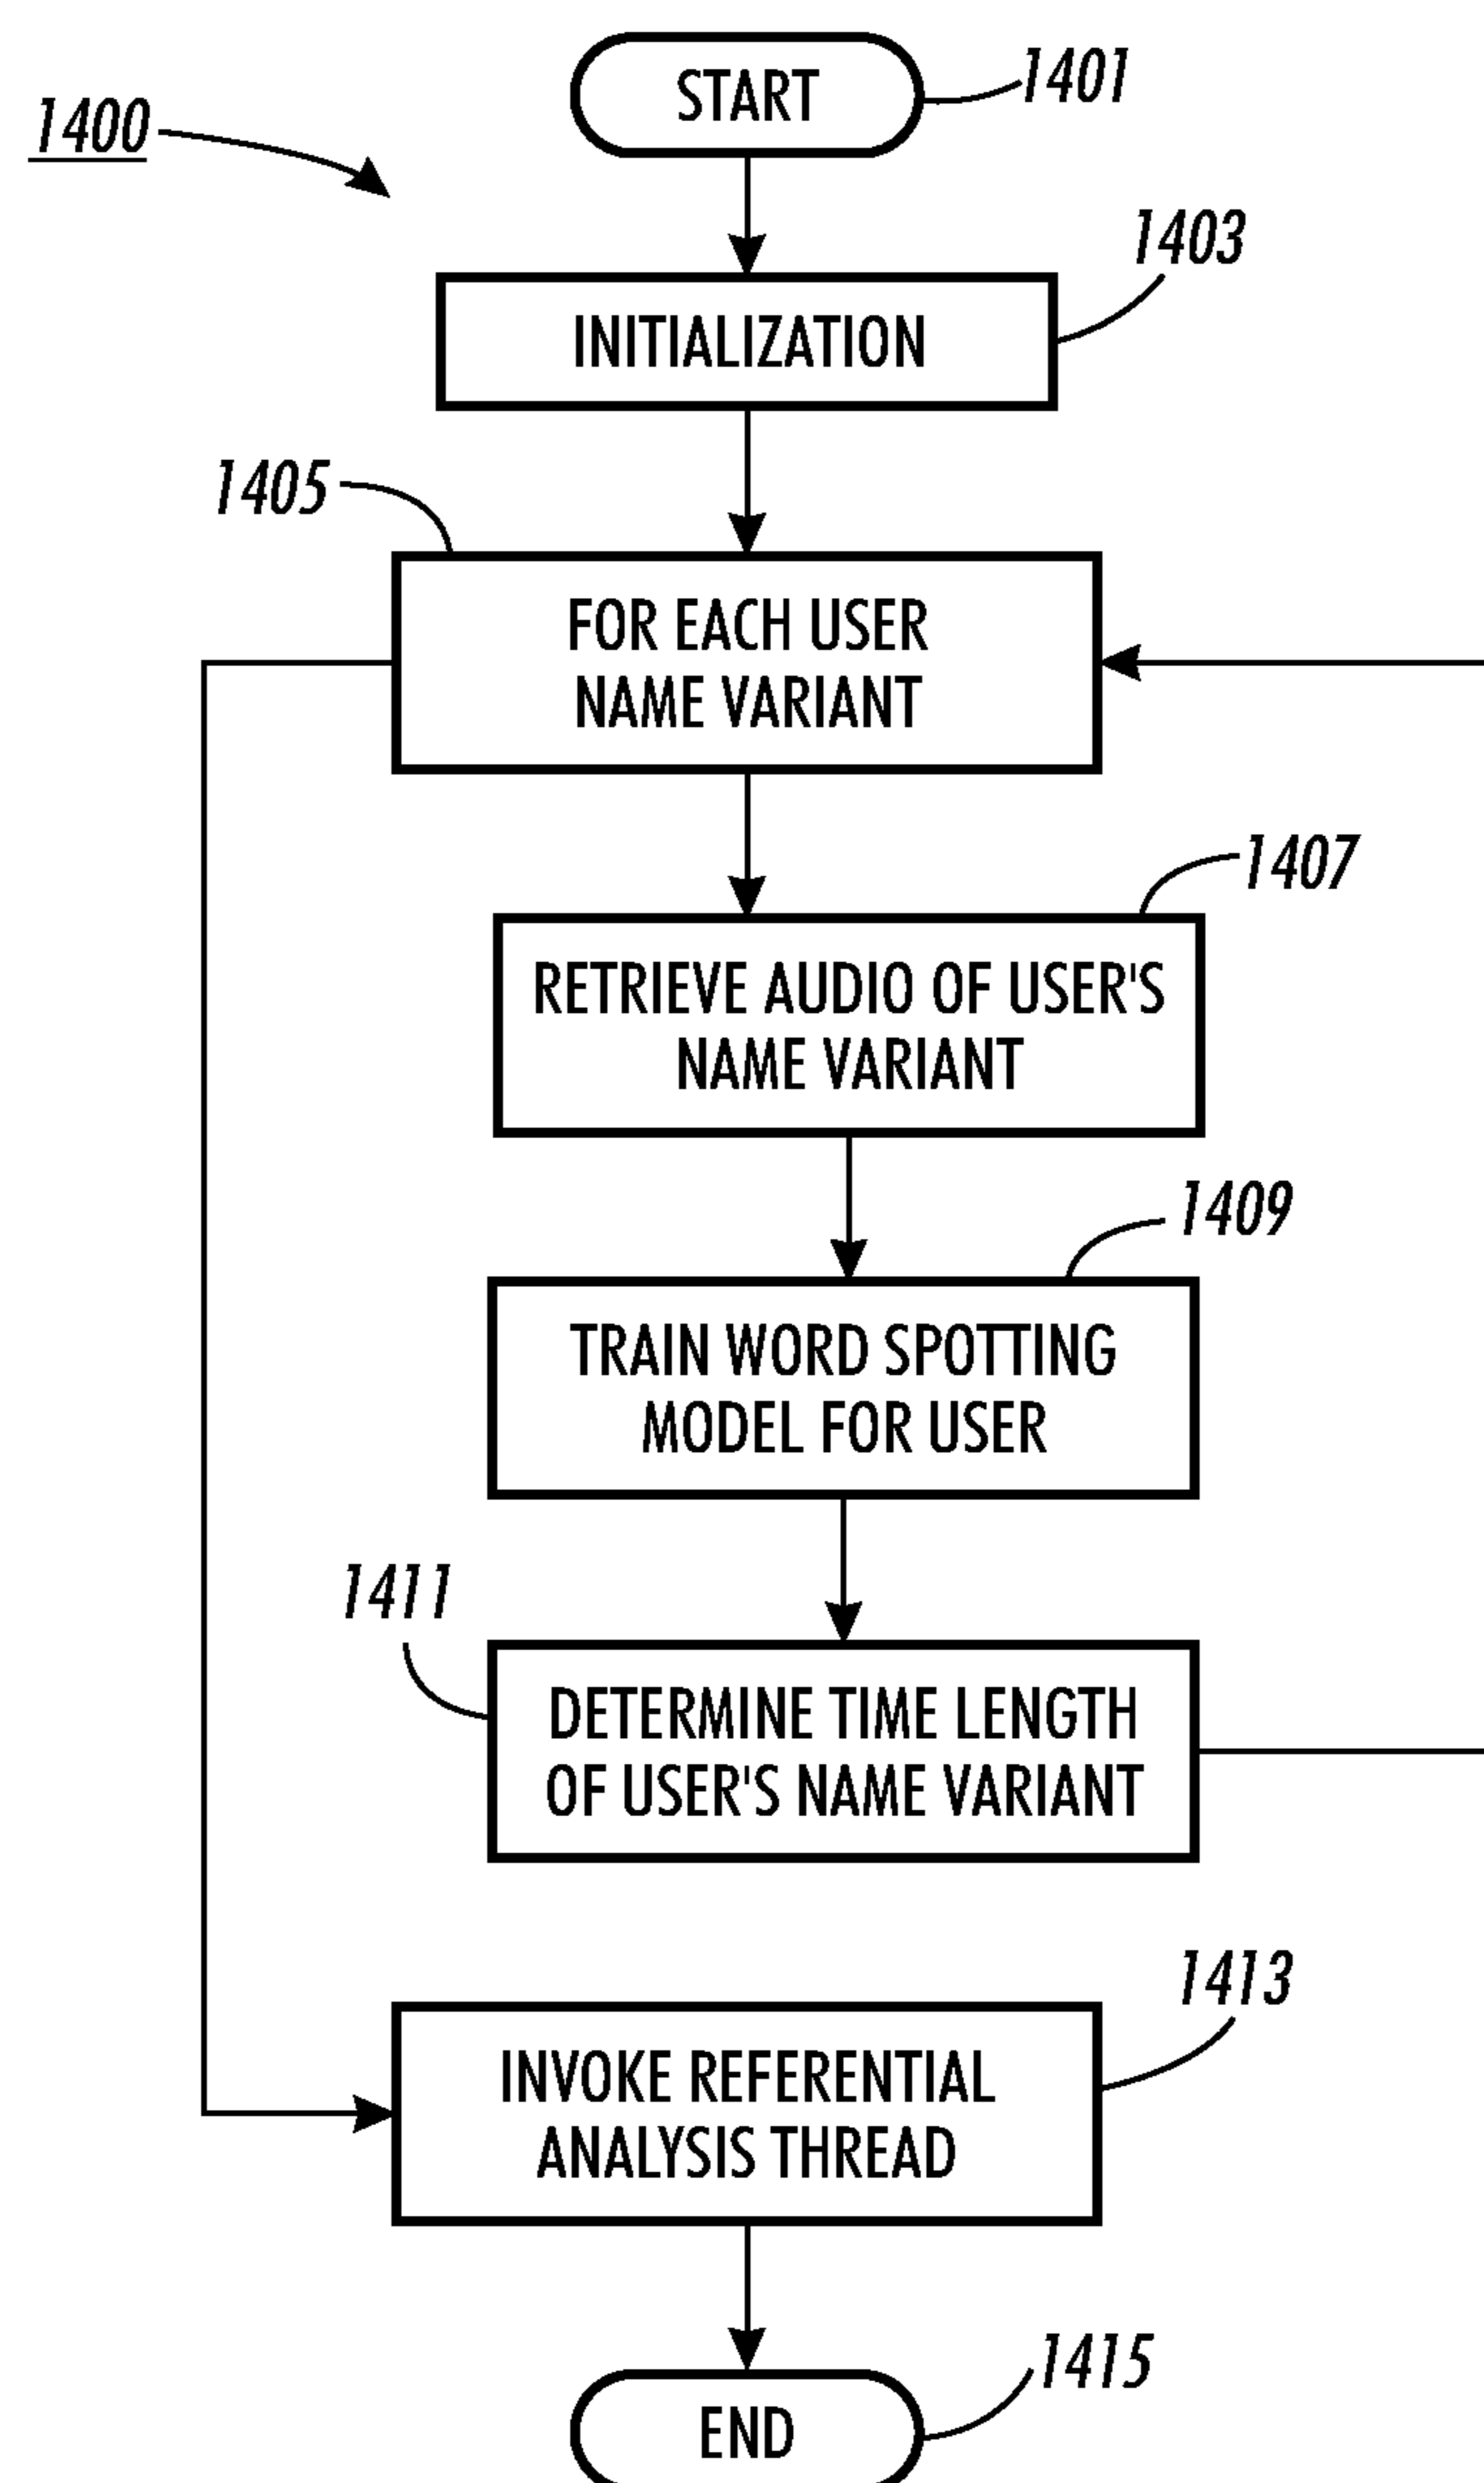 START
1401
1400
1403
INITIALIZATION
1405
FOR EACH USER
NAME VARIANT
1407
RETRIEVE AUDIO OF USER'S
NAME VARIANT
1409
TRAIN WORD SPOTTING
MODEL FOR USER
1411
DETERMINE TIME LENGTH
OF USER'S NAME VARIANT
1413
INVOKE REFERENTIAL
ANALYSIS THREAD
1415
END